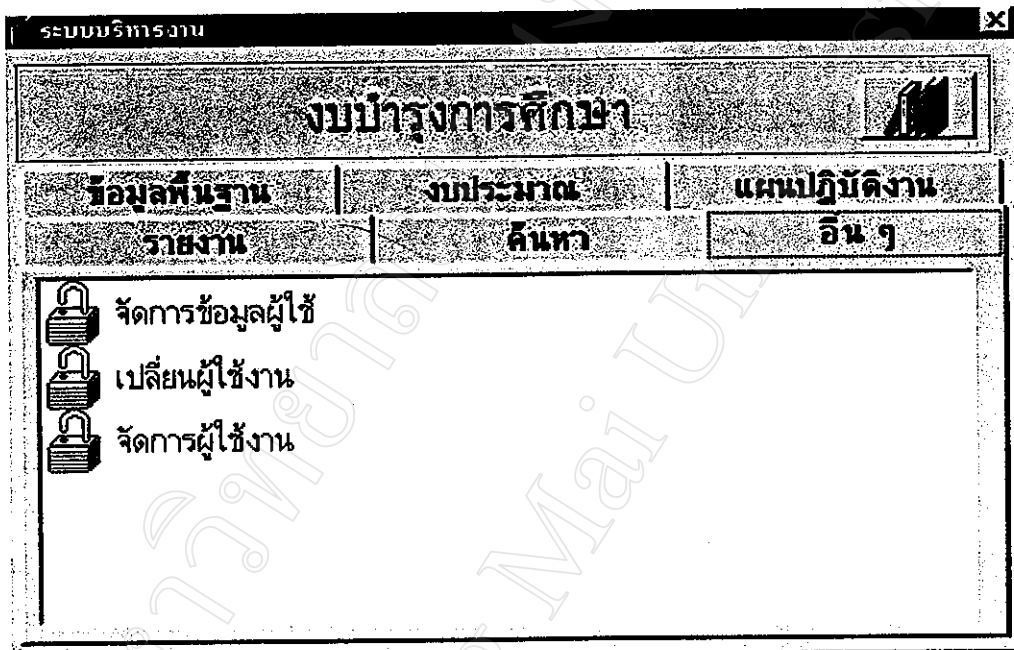 ระบบบริหารงาน
งบบำรุงการศึกษา
ข้อมูลพื้นฐาน งบประมาณ แผนปฏิบัติงาน
รายงาน ค้นหา อื่น ๆ
จัดการข้อมูลผู้ใช้
เปลี่ยนผู้ใช้งาน
จัดการผู้ใช้งาน
Mai